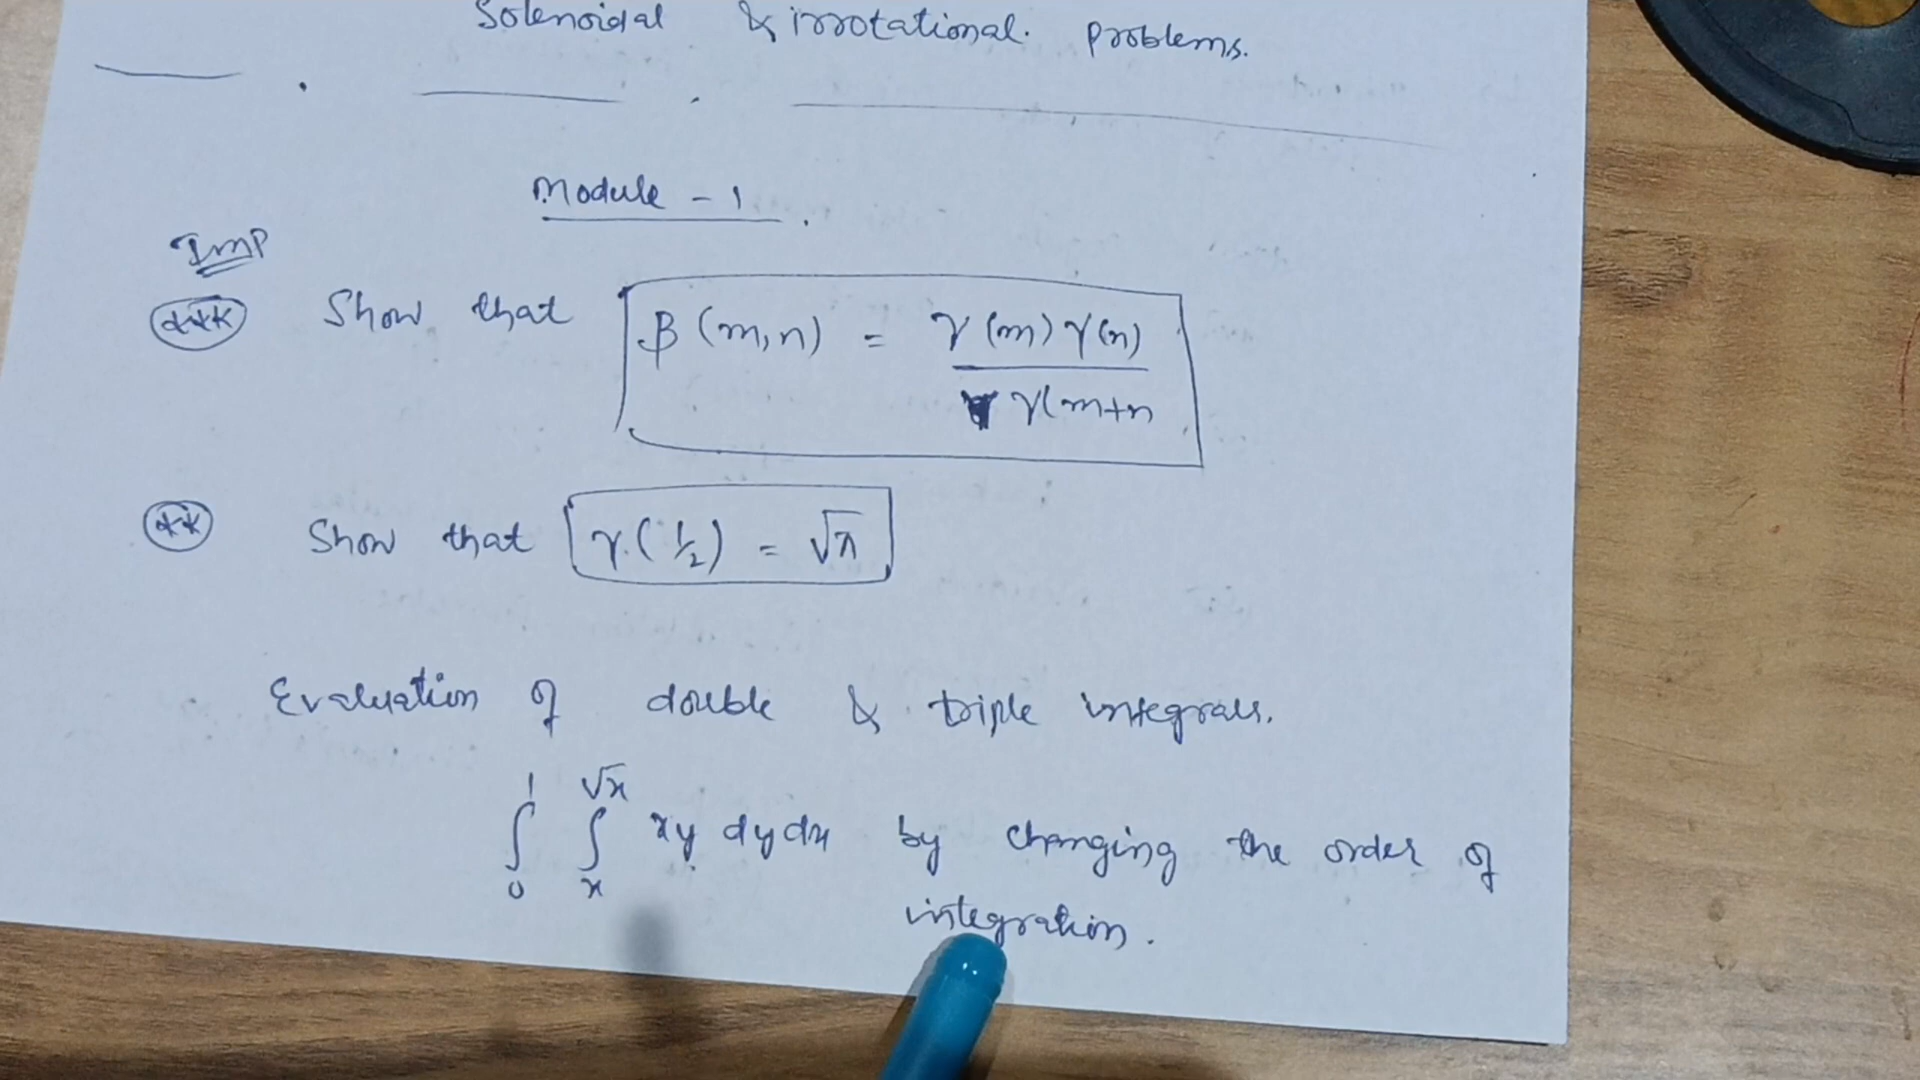 Solenoidal & irrotational. Problems.
Module - 1
Imp
*** Show that β(m,n) = γ(m) γ(n) / γ(m+n
** Show that γ(1/2) = √π
Evaluation of double & triple integrals.
∫₀¹ ∫ₓ^√x xy dy dx by changing the order of
integration.